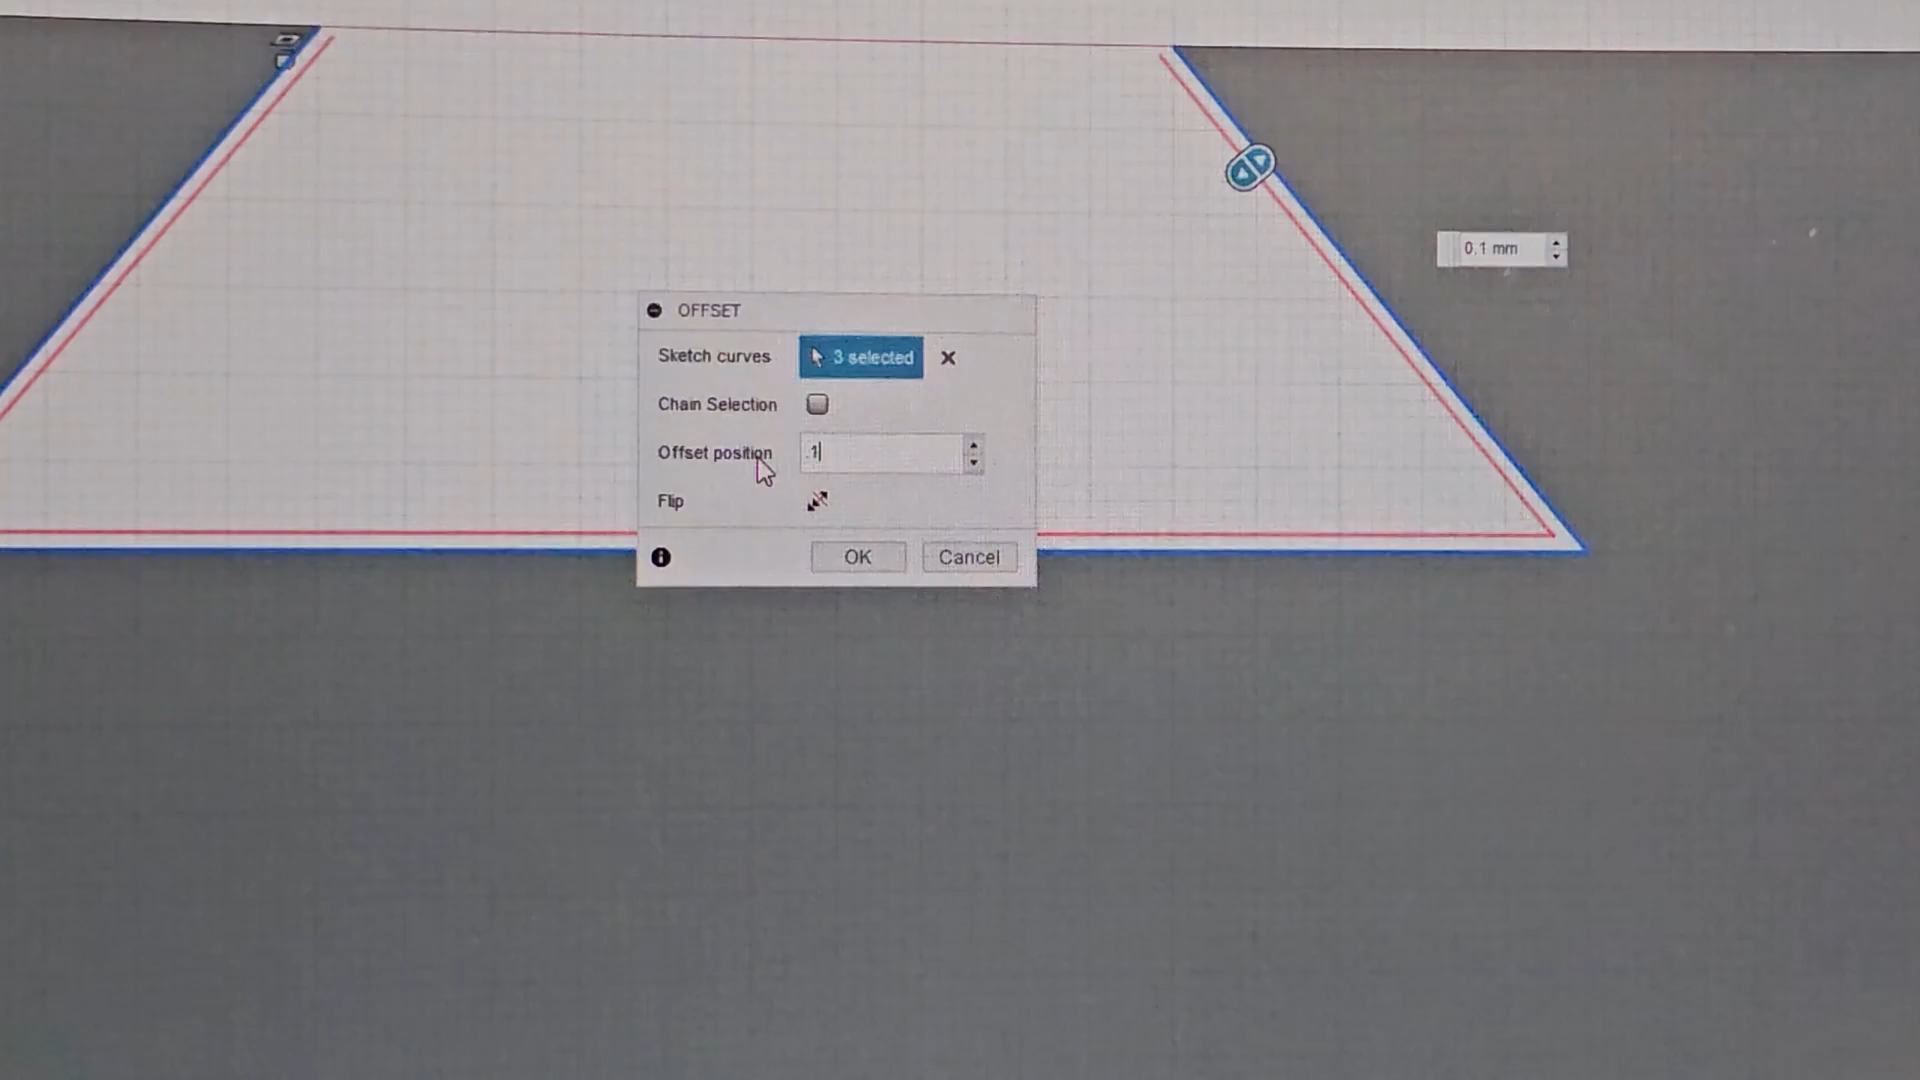 0.1 mm
OFFSET
Sketch curves 3 selected
Chain Selection
Offset position .1
Flip
OK Cancel